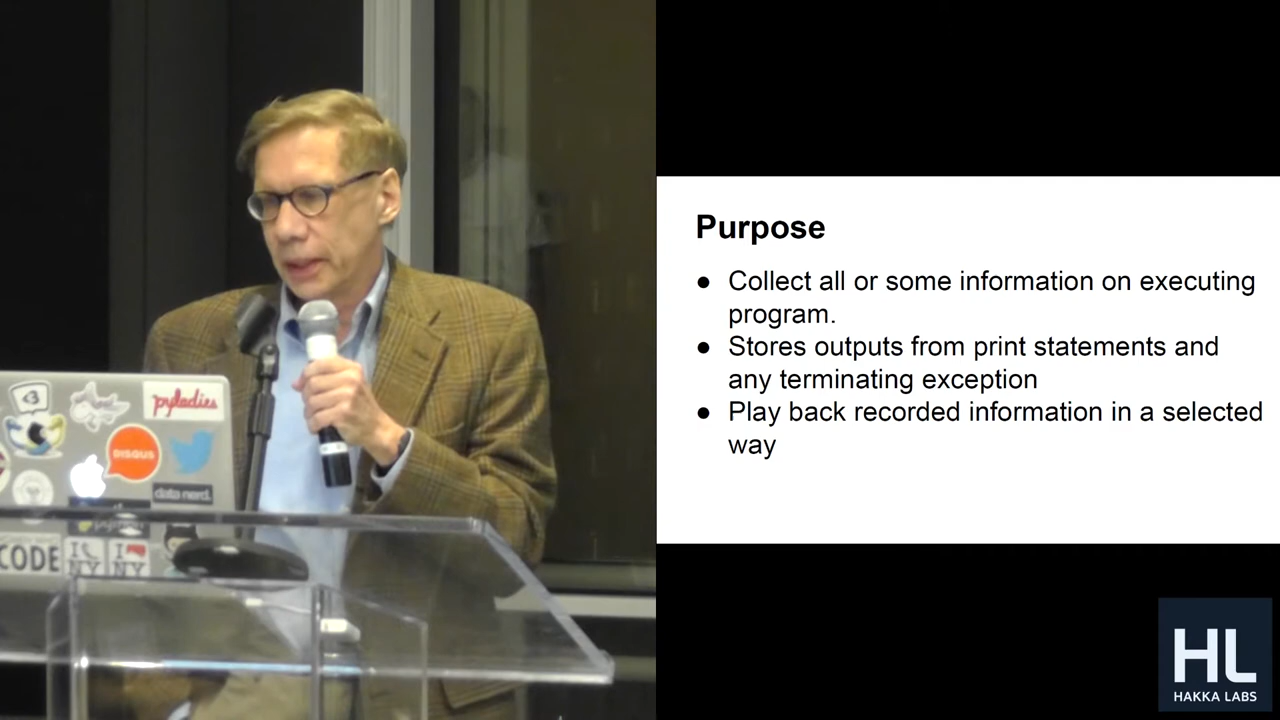 Purpose
● Collect all or some information on executing
program.
● Stores outputs from print statements and
any terminating exception
● Play back recorded information in a selected
way
pyladies
DISQUS
data nerd.
CODE
I NY
I NY
HL
HAKKA LABS